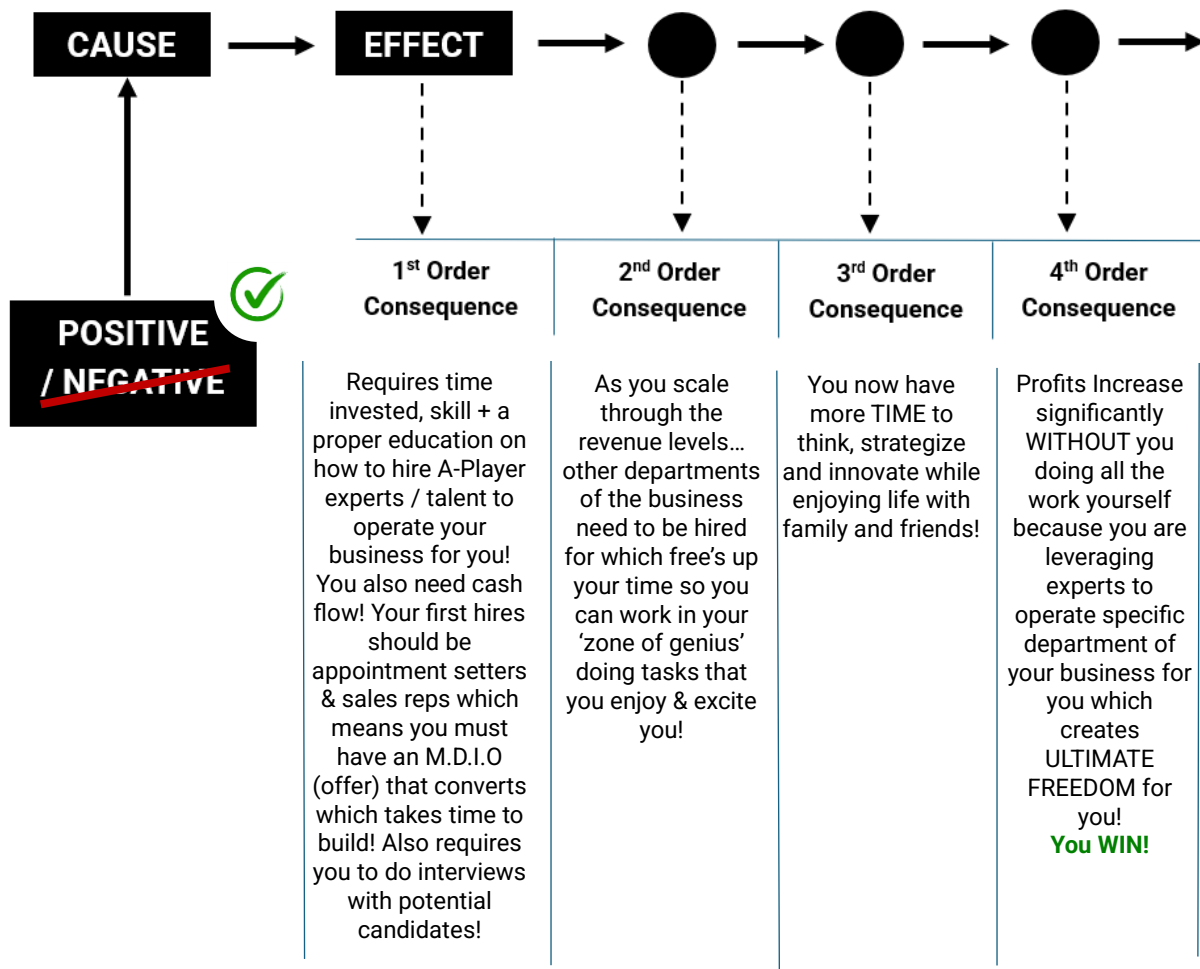 CAUSE
EFFECT
POSITIVE
/ NEGATIVE
1st Order
Consequence
2nd Order
Consequence
3rd Order
Consequence
4th Order
Consequence
Requires time
invested, skill + a
proper education on
how to hire A-Player
experts / talent to
operate your
business for you!
You also need cash
flow! Your first hires
should be
appointment setters
& sales reps which
means you must
have an M.D.I.O
(offer) that converts
which takes time to
build! Also requires
you to do interviews
with potential
candidates!
As you scale
through the
revenue levels…
other departments
of the business
need to be hired
for which free's up
your time so you
can work in your
‘zone of genius’
doing tasks that
you enjoy & excite
you!
You now have
more TIME to
think, strategize
and innovate while
enjoying life with
family and friends!
Profits Increase
significantly
WITHOUT you
doing all the
work yourself
because you are
leveraging
experts to
operate specific
department of
your business for
you which
creates
ULTIMATE
FREEDOM for
you!
You WIN!